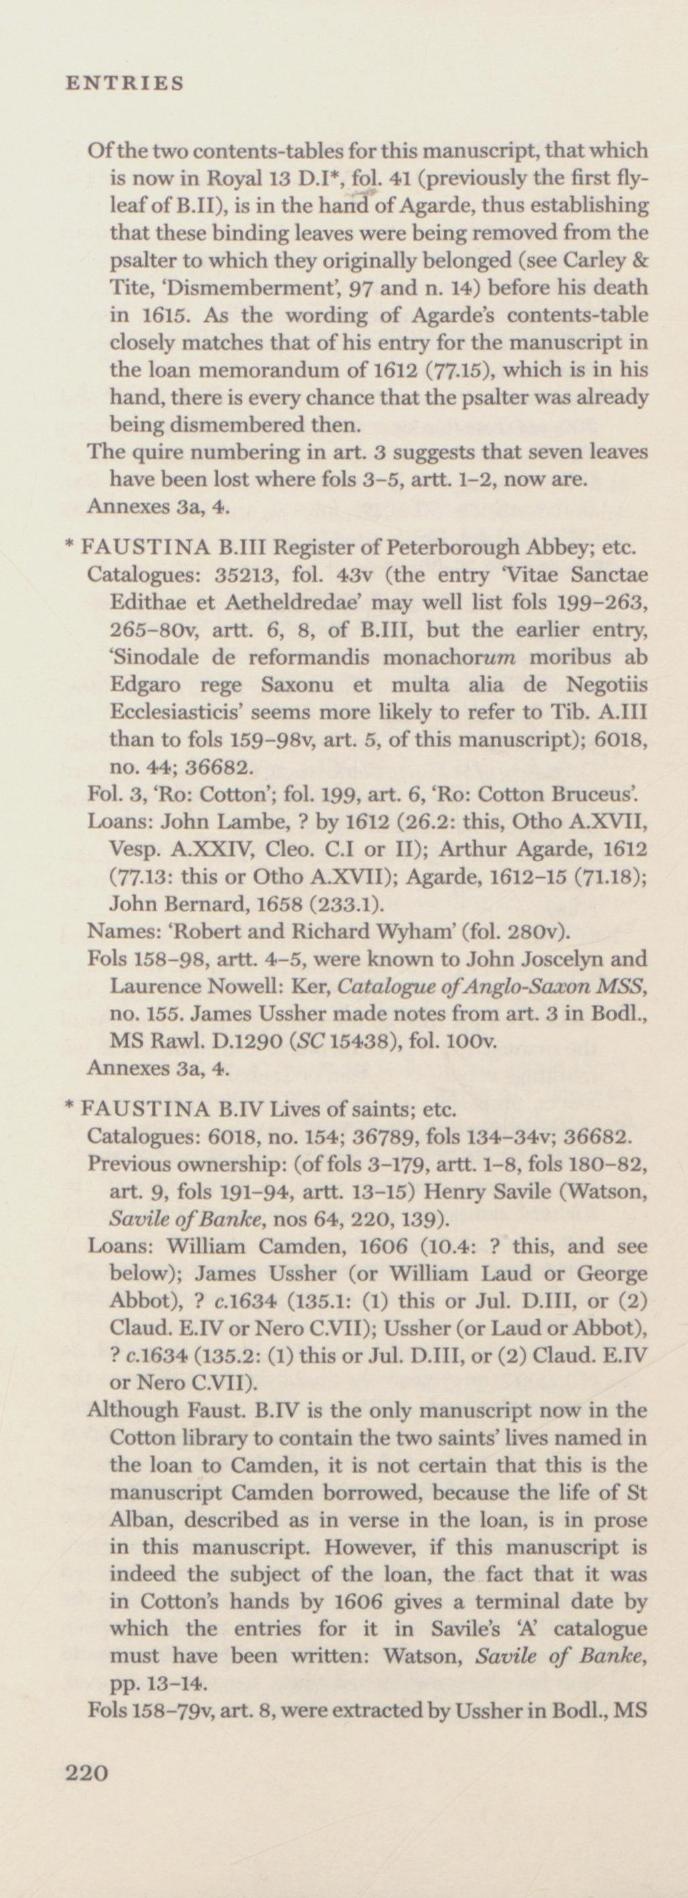 ENTRIES
Of the two contents-tables for this manuscript, that which
is now in Royal 13 D.I*, fol. 41 (previously the first fly-
leaf of B.II), is in the hand of Agarde, thus establishing
that these binding leaves were being removed from the
psalter to which they originally belonged (see Carley &
Tite, ‘Dismemberment’, 97 and n. 14) before his death
in 1615. As the wording of Agarde’s contents-table
closely matches that of his entry for the manuscript in
the loan memorandum of 1612 (77.15), which is in his
hand, there is every chance that the psalter was already
being dismembered then.
The quire numbering in art. 3 suggests that seven leaves
have been lost where fols 3–5, artt. 1–2, now are.
Annexes 3a, 4.
* FAUSTINA B.III Register of Peterborough Abbey; etc.
Catalogues: 35213, fol. 43v (the entry ‘Vitae Sanctae
Edithae et Aetheldredae’ may well list fols 199–263,
265–80v, artt. 6, 8, of B.III, but the earlier entry,
‘Sinodale de reformandis monachorum moribus ab
Edgaro rege Saxonu et multa alia de Negotiis
Ecclesiasticis’ seems more likely to refer to Tib. A.III
than to fols 159–98v, art. 5, of this manuscript); 6018,
no. 44; 36682.
Fol. 3, ‘Ro: Cotton’; fol. 199, art. 6, ‘Ro: Cotton Bruceus’.
Loans: John Lambe, ? by 1612 (26.2: this, Otho A.XVII,
Vesp. A.XXIV, Cleo. C.I or II); Arthur Agarde, 1612
(77.13: this or Otho A.XVII); Agarde, 1612–15 (71.18);
John Bernard, 1658 (233.1).
Names: ‘Robert and Richard Wyham’ (fol. 280v).
Fols 158–98, artt. 4–5, were known to John Joscelyn and
Laurence Nowell: Ker, Catalogue of Anglo-Saxon MSS,
no. 155. James Ussher made notes from art. 3 in Bodl.,
MS Rawl. D.1290 (SC 15438), fol. 100v.
Annexes 3a, 4.
* FAUSTINA B.IV Lives of saints; etc.
Catalogues: 6018, no. 154; 36789, fols 134–34v; 36682.
Previous ownership: (of fols 3–179, artt. 1–8, fols 180–82,
art. 9, fols 191–94, artt. 13–15) Henry Savile (Watson,
Savile of Banke, nos 64, 220, 139).
Loans: William Camden, 1606 (10.4: ? this, and see
below); James Ussher (or William Laud or George
Abbot), ? c.1634 (135.1: (1) this or Jul. D.III, or (2)
Claud. E.IV or Nero C.VII); Ussher (or Laud or Abbot),
? c.1634 (135.2: (1) this or Jul. D.III, or (2) Claud. E.IV
or Nero C.VII).
Although Faust. B.IV is the only manuscript now in the
Cotton library to contain the two saints’ lives named in
the loan to Camden, it is not certain that this is the
manuscript Camden borrowed, because the life of St
Alban, described as in verse in the loan, is in prose
in this manuscript. However, if this manuscript is
indeed the subject of the loan, the fact that it was
in Cotton’s hands by 1606 gives a terminal date by
which the entries for it in Savile’s ‘A’ catalogue
must have been written: Watson, Savile of Banke,
pp. 13–14.
Fols 158–79v, art. 8, were extracted by Ussher in Bodl., MS
220